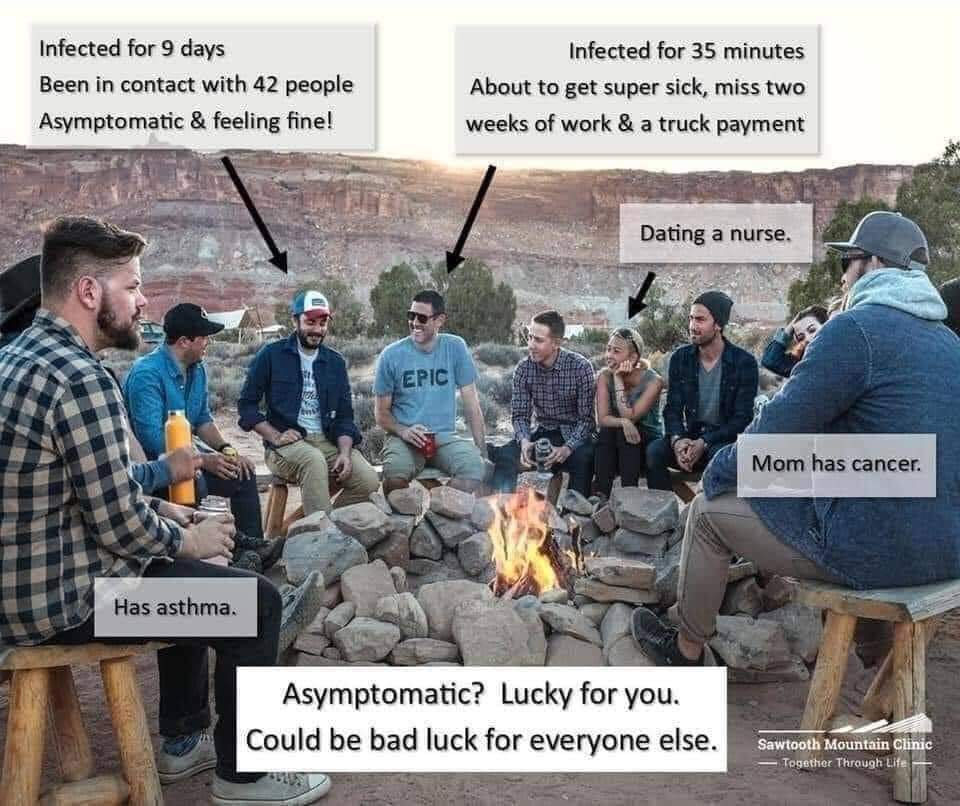 Infected for 9 days
Been in contact with 42 people
Asymptomatic & feeling fine!
Infected for 35 minutes
About to get super sick, miss two
weeks of work & a truck payment
Dating a nurse.
EPIC
Mom has cancer.
Has asthma.
Asymptomatic?  Lucky for you.
Could be bad luck for everyone else.
Sawtooth Mountain Clinic
Together Through Life